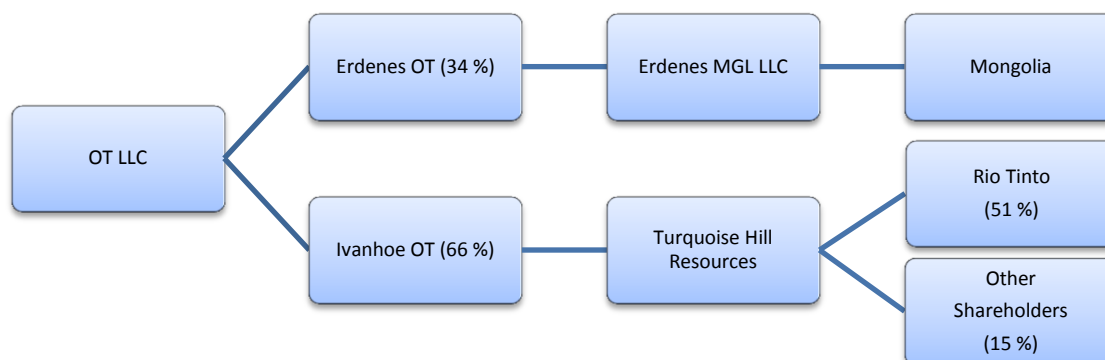 Erdenes OT (34 %)
Erdenes MGL LLC
Mongolia
OT LLC
Rio Tinto
(51 %)
Ivanhoe OT (66 %)
Turquoise Hill
Resources
Other
Shareholders
(15 %)